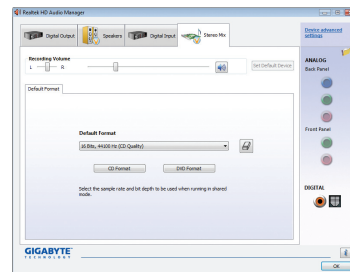 Realtek HD Audio Manager
Digital Output
Speakers
Digital Input
Stereo Mix
Device advanced
settings
Recording Volume
L
R
Set Default Device
ANALOG
Back Panel
Default Format
Default Format
16 Bits, 44100 Hz (CD Quality)
CD Format
DVD Format
Select the sample rate and bit depth to be used when running in shared
mode.
Front Panel
DIGITAL
GIGABYTE
TECHNOLOGY
i
OK